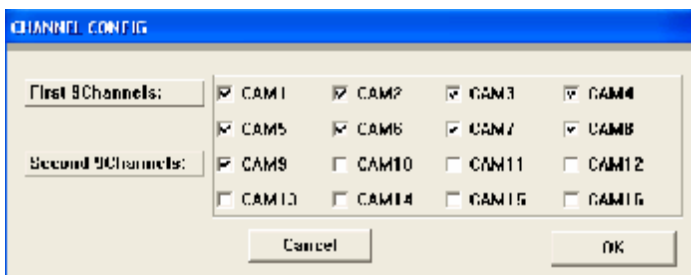 CHANNEL CONFIG
First 9Channels: CAM1 CAM2 CAM3 CAM4
CAM5 CAM6 CAM7 CAM8
Second 9Channels: CAM9 CAM10 CAM11 CAM12
CAM13 CAM14 CAM15 CAM16
Cancel OK